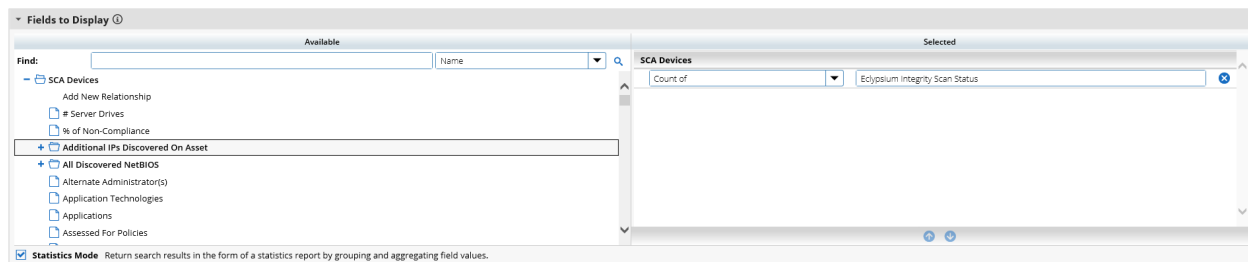 Fields to Display
Available
Selected
Find:
Name
SCA Devices
Add New Relationship
# Server Drives
% of Non-Compliance
Additional IPs Discovered On Asset
All Discovered NetBIOS
Alternate Administrator(s)
Application Technologies
Applications
Assessed For Policies
SCA Devices
Count of Eclypsium Integrity Scan Status
Statistics Mode Return search results in the form of a statistics report by grouping and aggregating field values.